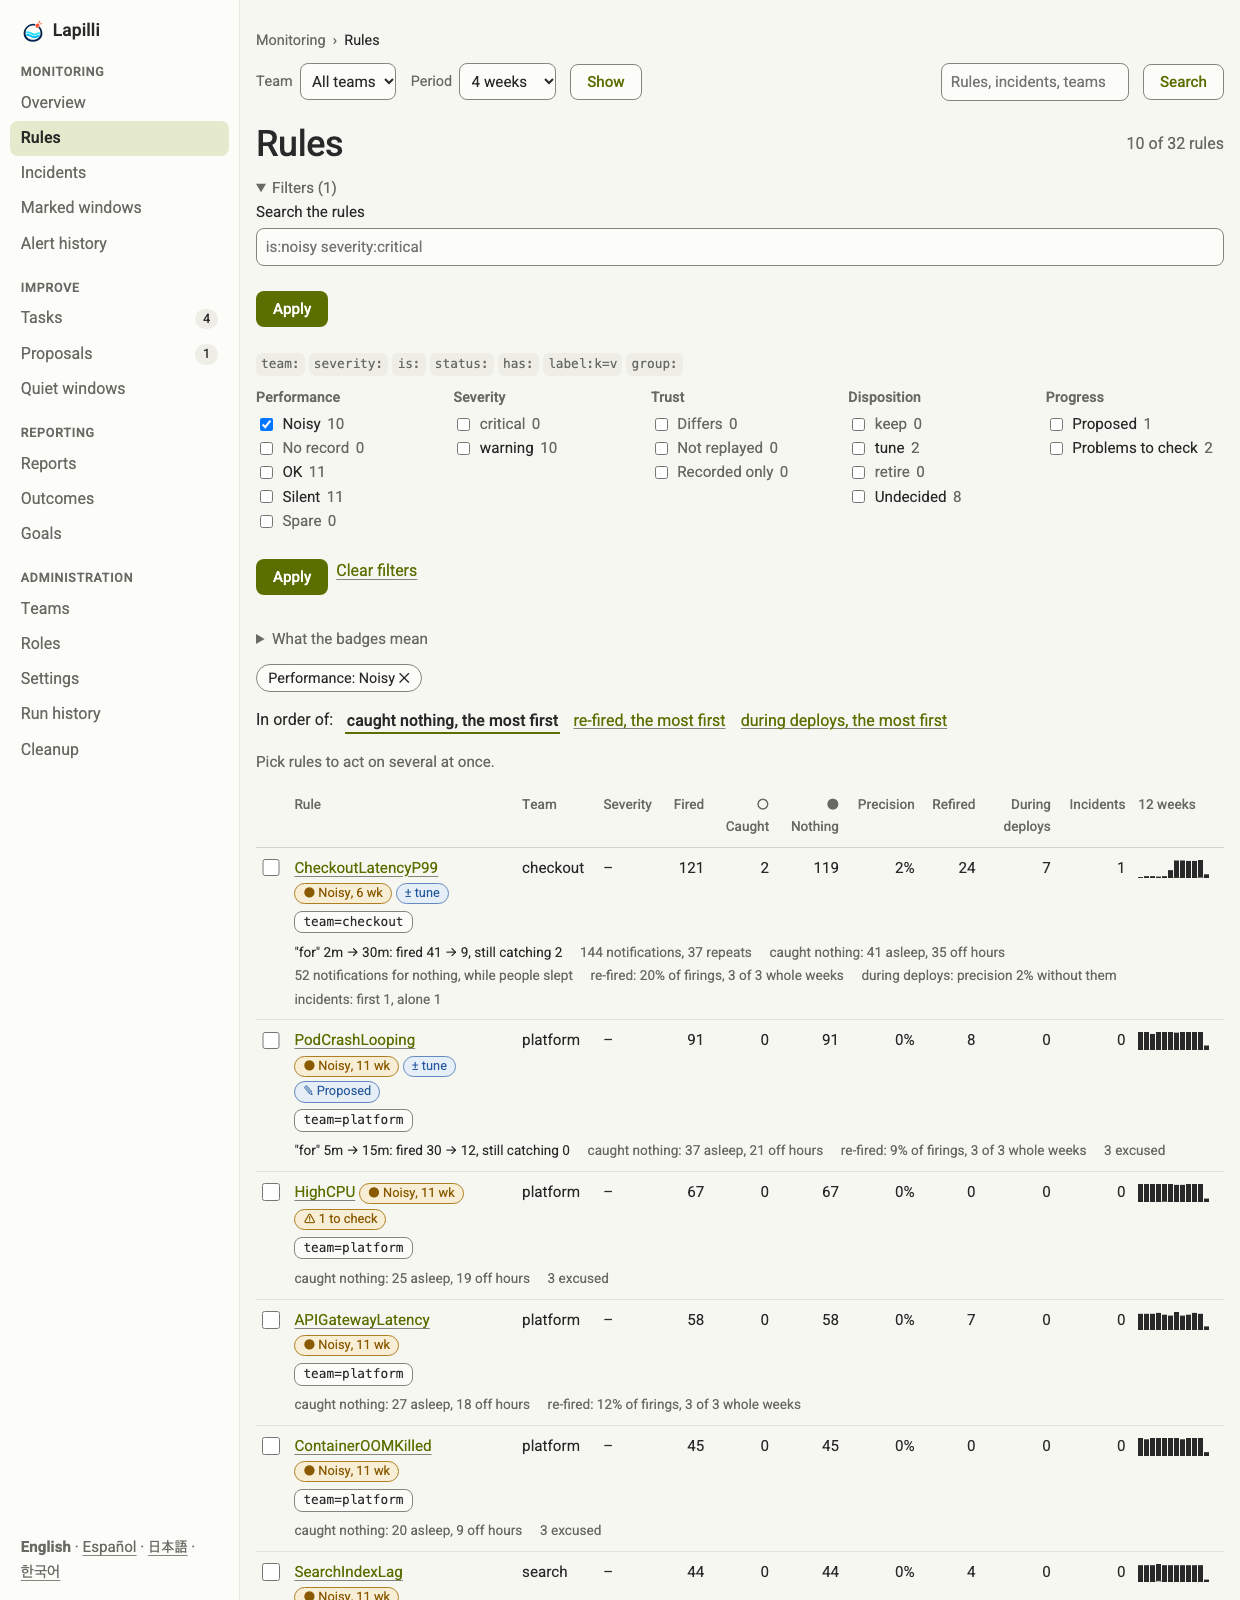 Lapilli
MONITORING
Overview
Rules
Incidents
Marked windows
Alert history
IMPROVE
Tasks 4
Proposals 1
Quiet windows
REPORTING
Reports
Outcomes
Goals
ADMINISTRATION
Teams
Roles
Settings
Run history
Cleanup
English · Español · 日本語 ·
한국어
Monitoring › Rules
Team All teams Period 4 weeks Show Rules, incidents, teams Search
Rules 10 of 32 rules
▼ Filters (1)
Search the rules
is:noisy severity:critical
Apply
team: severity: is: status: has: label:k=v group:
Performance Severity Trust Disposition Progress
Noisy 10 critical 0 Differs 0 keep 0 Proposed 1
No record 0 warning 10 Not replayed 0 tune 2 Problems to check 2
OK 11 Recorded only 0 retire 0
Silent 11 Undecided 8
Spare 0
Apply Clear filters
▶ What the badges mean
Performance: Noisy ✕
In order of: caught nothing, the most first re-fired, the most first during deploys, the most first
Pick rules to act on several at once.
Rule Team Severity Fired ○ Caught ● Nothing Precision Refired During deploys Incidents 12 weeks
CheckoutLatencyP99 checkout – 121 2 119 2% 24 7 1
● Noisy, 6 wk ± tune
team=checkout
"for" 2m → 30m: fired 41 → 9, still catching 2 144 notifications, 37 repeats caught nothing: 41 asleep, 35 off hours
52 notifications for nothing, while people slept re-fired: 20% of firings, 3 of 3 whole weeks during deploys: precision 2% without them
incidents: first 1, alone 1
PodCrashLooping platform – 91 0 91 0% 8 0 0
● Noisy, 11 wk ± tune
✎ Proposed
team=platform
"for" 5m → 15m: fired 30 → 12, still catching 0 caught nothing: 37 asleep, 21 off hours re-fired: 9% of firings, 3 of 3 whole weeks 3 excused
HighCPU ● Noisy, 11 wk platform – 67 0 67 0% 0 0 0
⚠ 1 to check
team=platform
caught nothing: 25 asleep, 19 off hours 3 excused
APIGatewayLatency platform – 58 0 58 0% 7 0 0
● Noisy, 11 wk
team=platform
caught nothing: 27 asleep, 18 off hours re-fired: 12% of firings, 3 of 3 whole weeks
ContainerOOMKilled platform – 45 0 45 0% 0 0 0
● Noisy, 11 wk
team=platform
caught nothing: 20 asleep, 9 off hours 3 excused
SearchIndexLag search – 44 0 44 0% 4 0 0
● Noisy, 11 wk